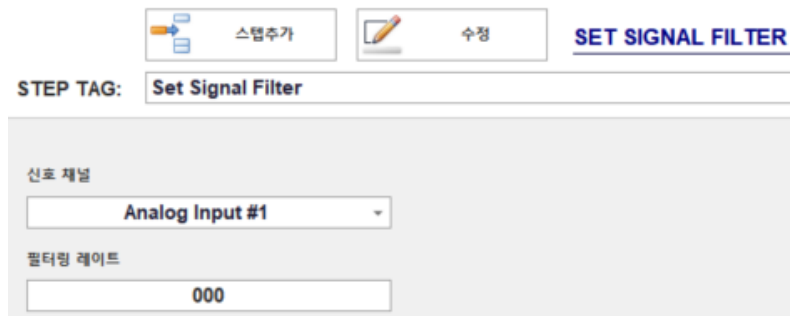 스텝추가 수정 SET SIGNAL FILTER
STEP TAG: Set Signal Filter
신호 채널
Analog Input #1
필터링 레이트
000